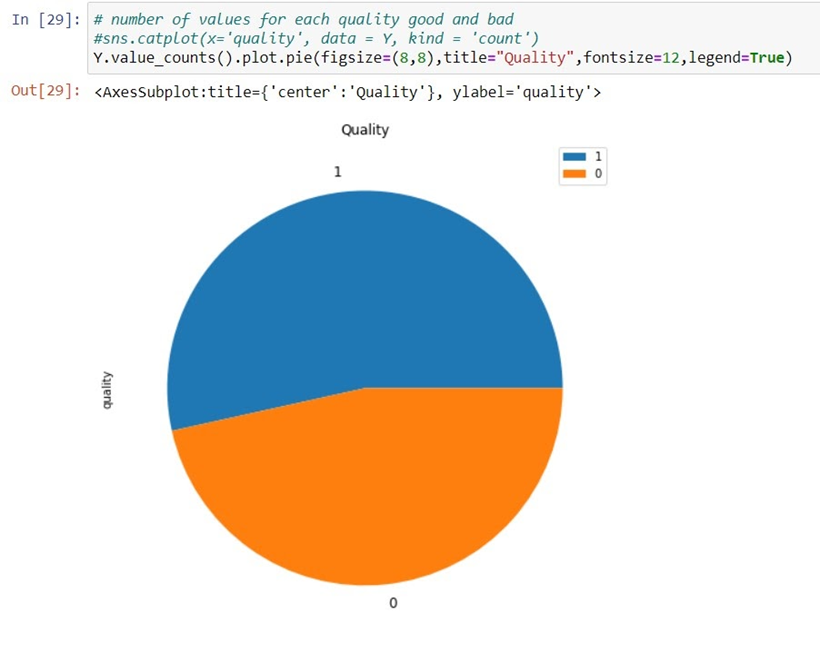 In [29]: # number of values for each quality good and bad
#sns.catplot(x='quality', data = Y, kind = 'count')
Y.value_counts().plot.pie(figsize=(8,8),title="Quality",fontsize=12,legend=True)
Out[29]: <AxesSubplot:title={'center':'Quality'}, ylabel='quality'>
Quality
1
1
0
quality
0